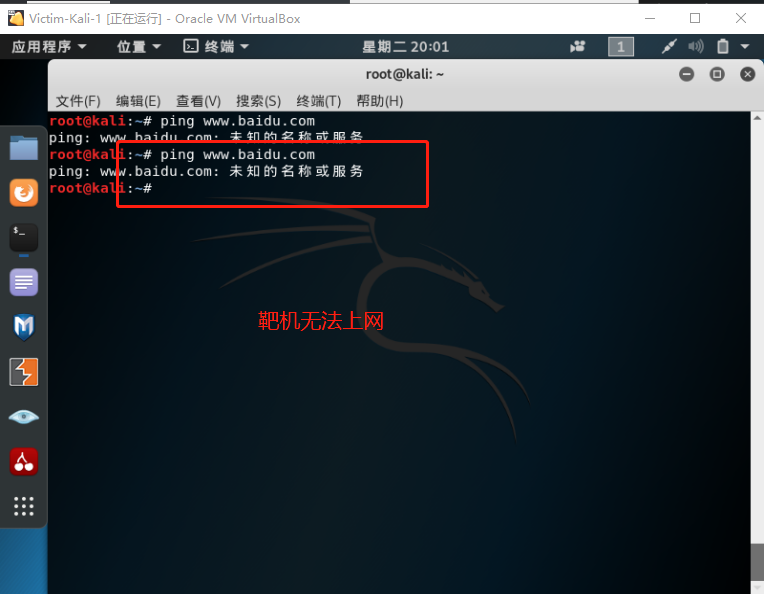 Victim-Kali-1 [正在运行] - Oracle VM VirtualBox
应用程序 位置 终端 星期二 20:01 1
root@kali: ~
文件(F) 编辑(E) 查看(V) 搜索(S) 终端(T) 帮助(H)
root@kali:~# ping www.baidu.com
ping: www.baidu.com: 未知的名称或服务
root@kali:~# ping www.baidu.com
ping: www.baidu.com: 未知的名称或服务
root@kali:~#
靶机无法上网